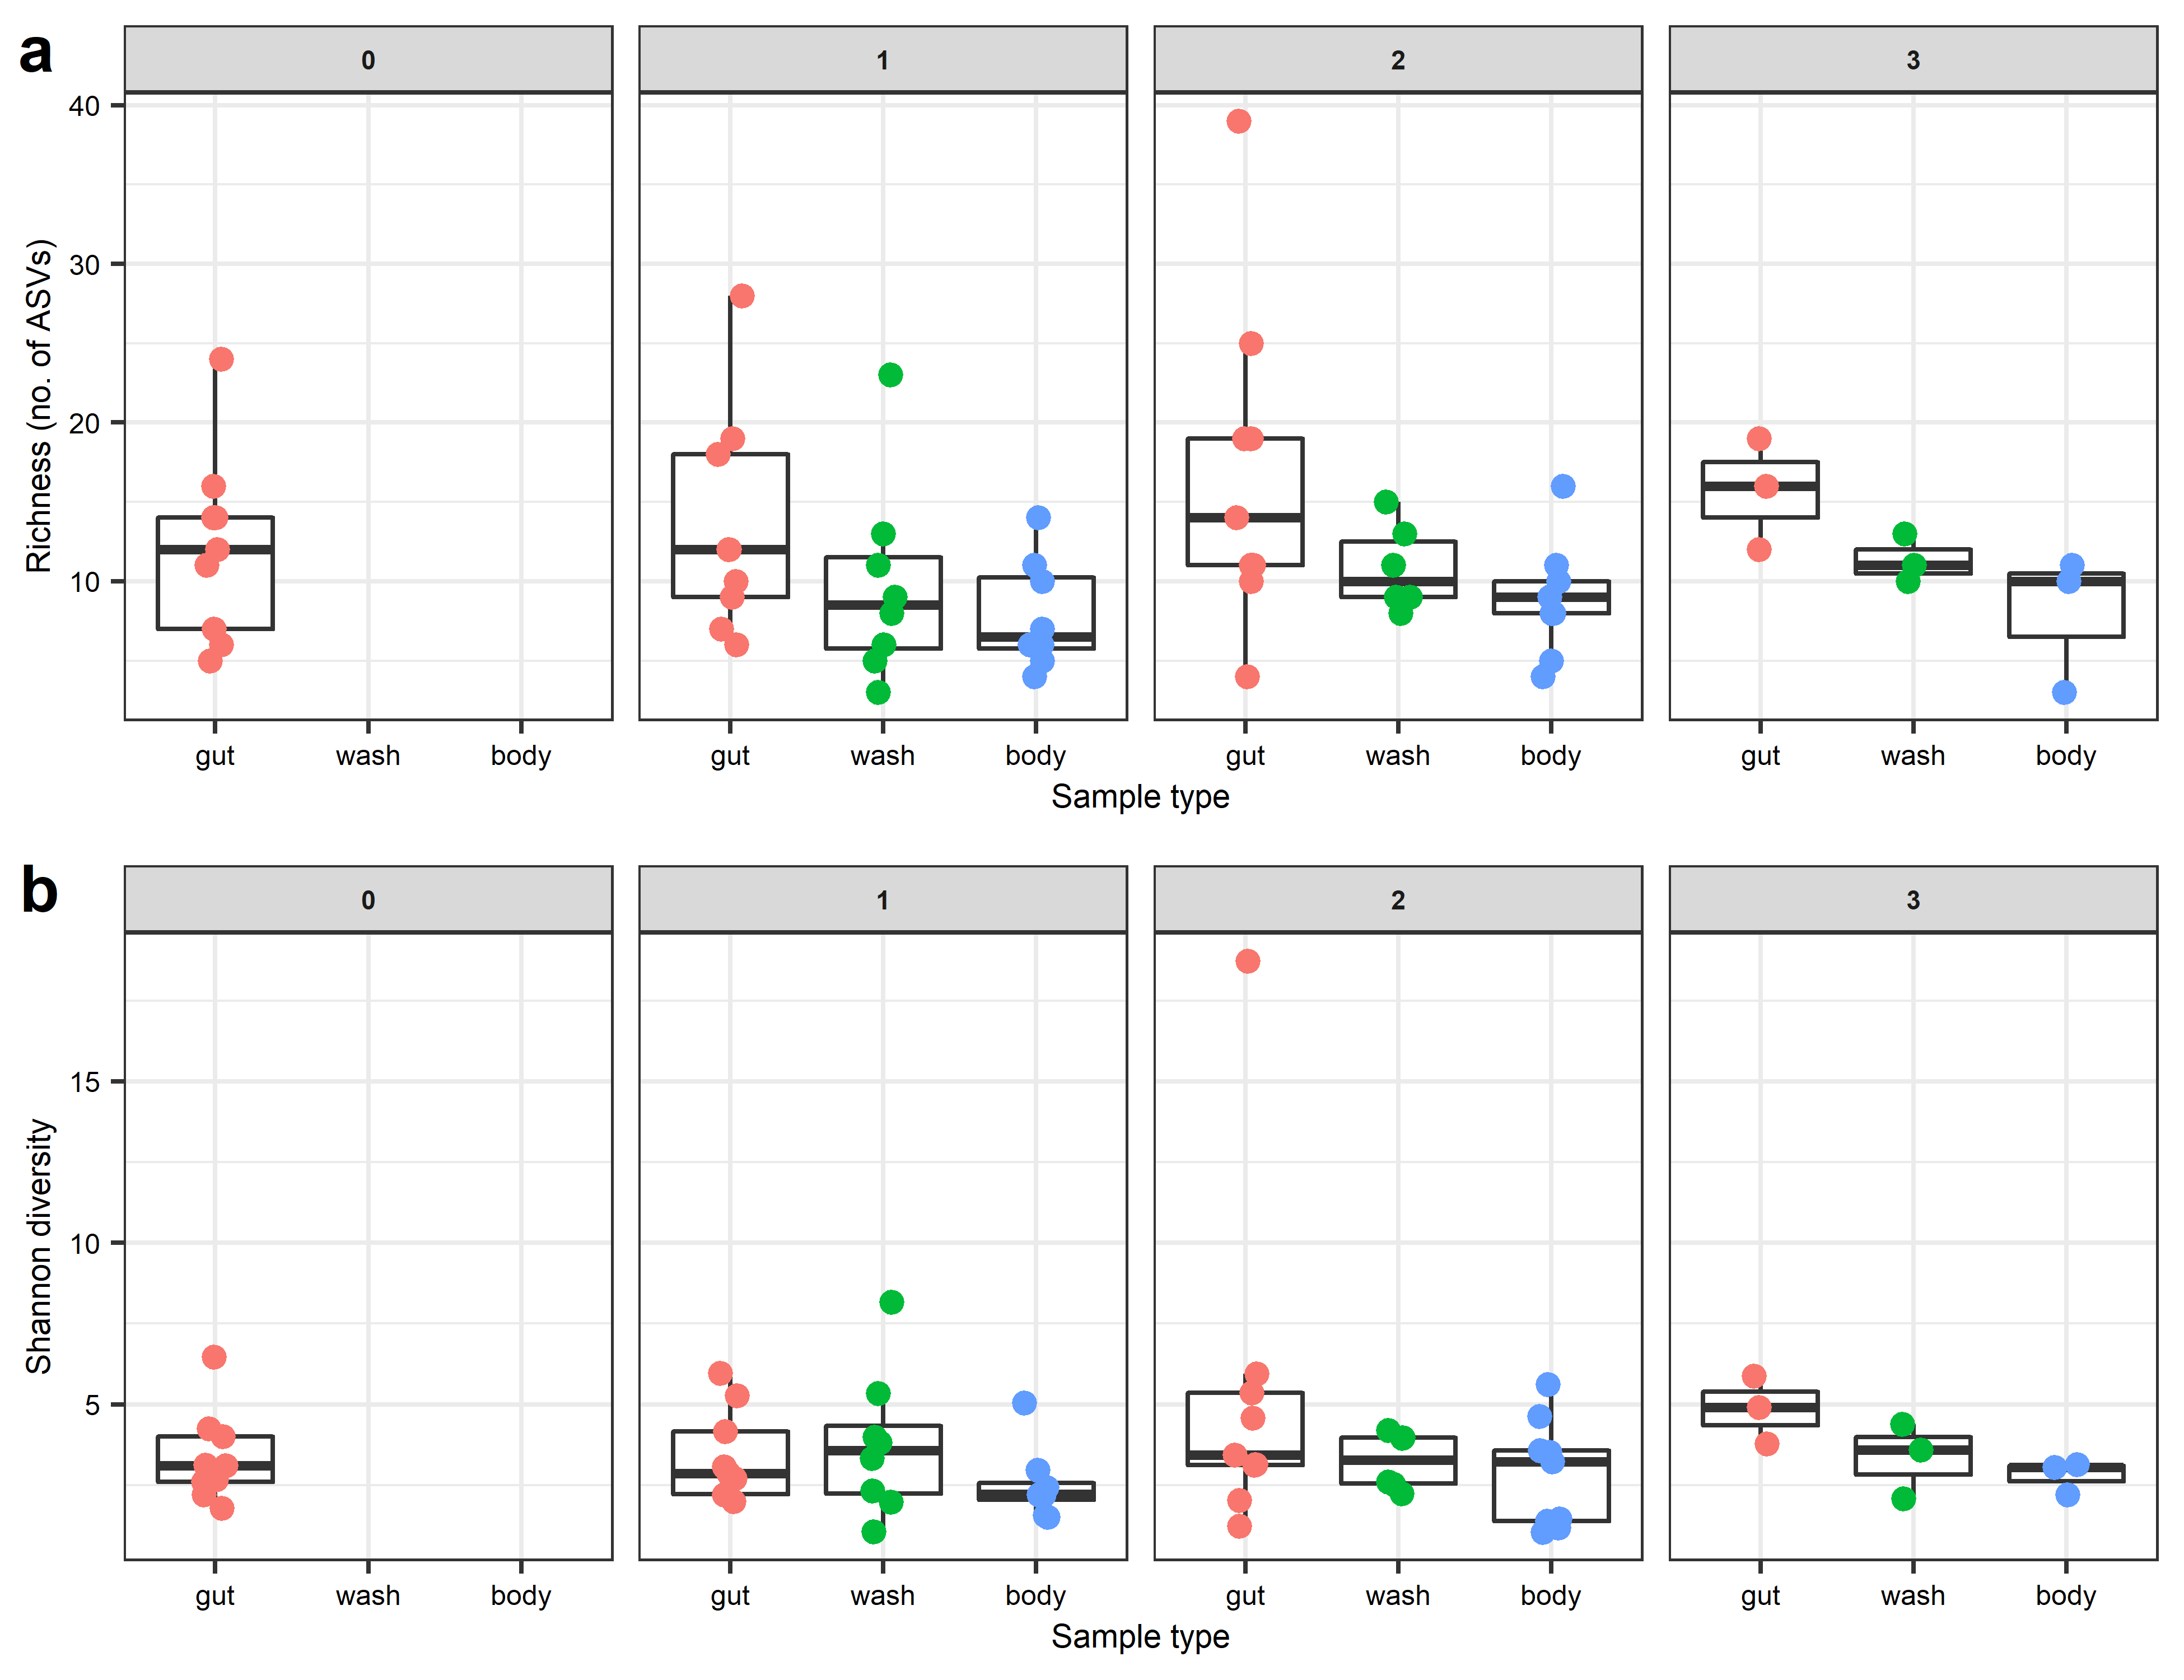 a
0 1 2 3
Richness (no. of ASVs)
40
30
20
10
gut wash body gut wash body gut wash body gut wash body
Sample type
b
0 1 2 3
Shannon diversity
15
10
5
gut wash body gut wash body gut wash body gut wash body
Sample type